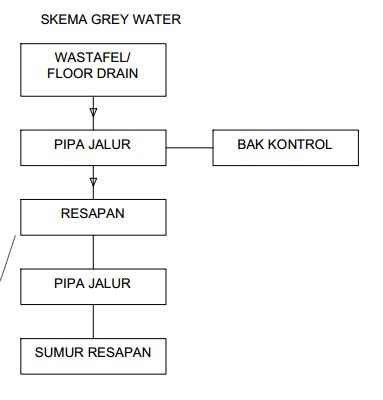 SKEMA GREY WATER
WASTAFEL/
FLOOR DRAIN
PIPA JALUR
BAK KONTROL
RESAPAN
PIPA JALUR
SUMUR RESAPAN